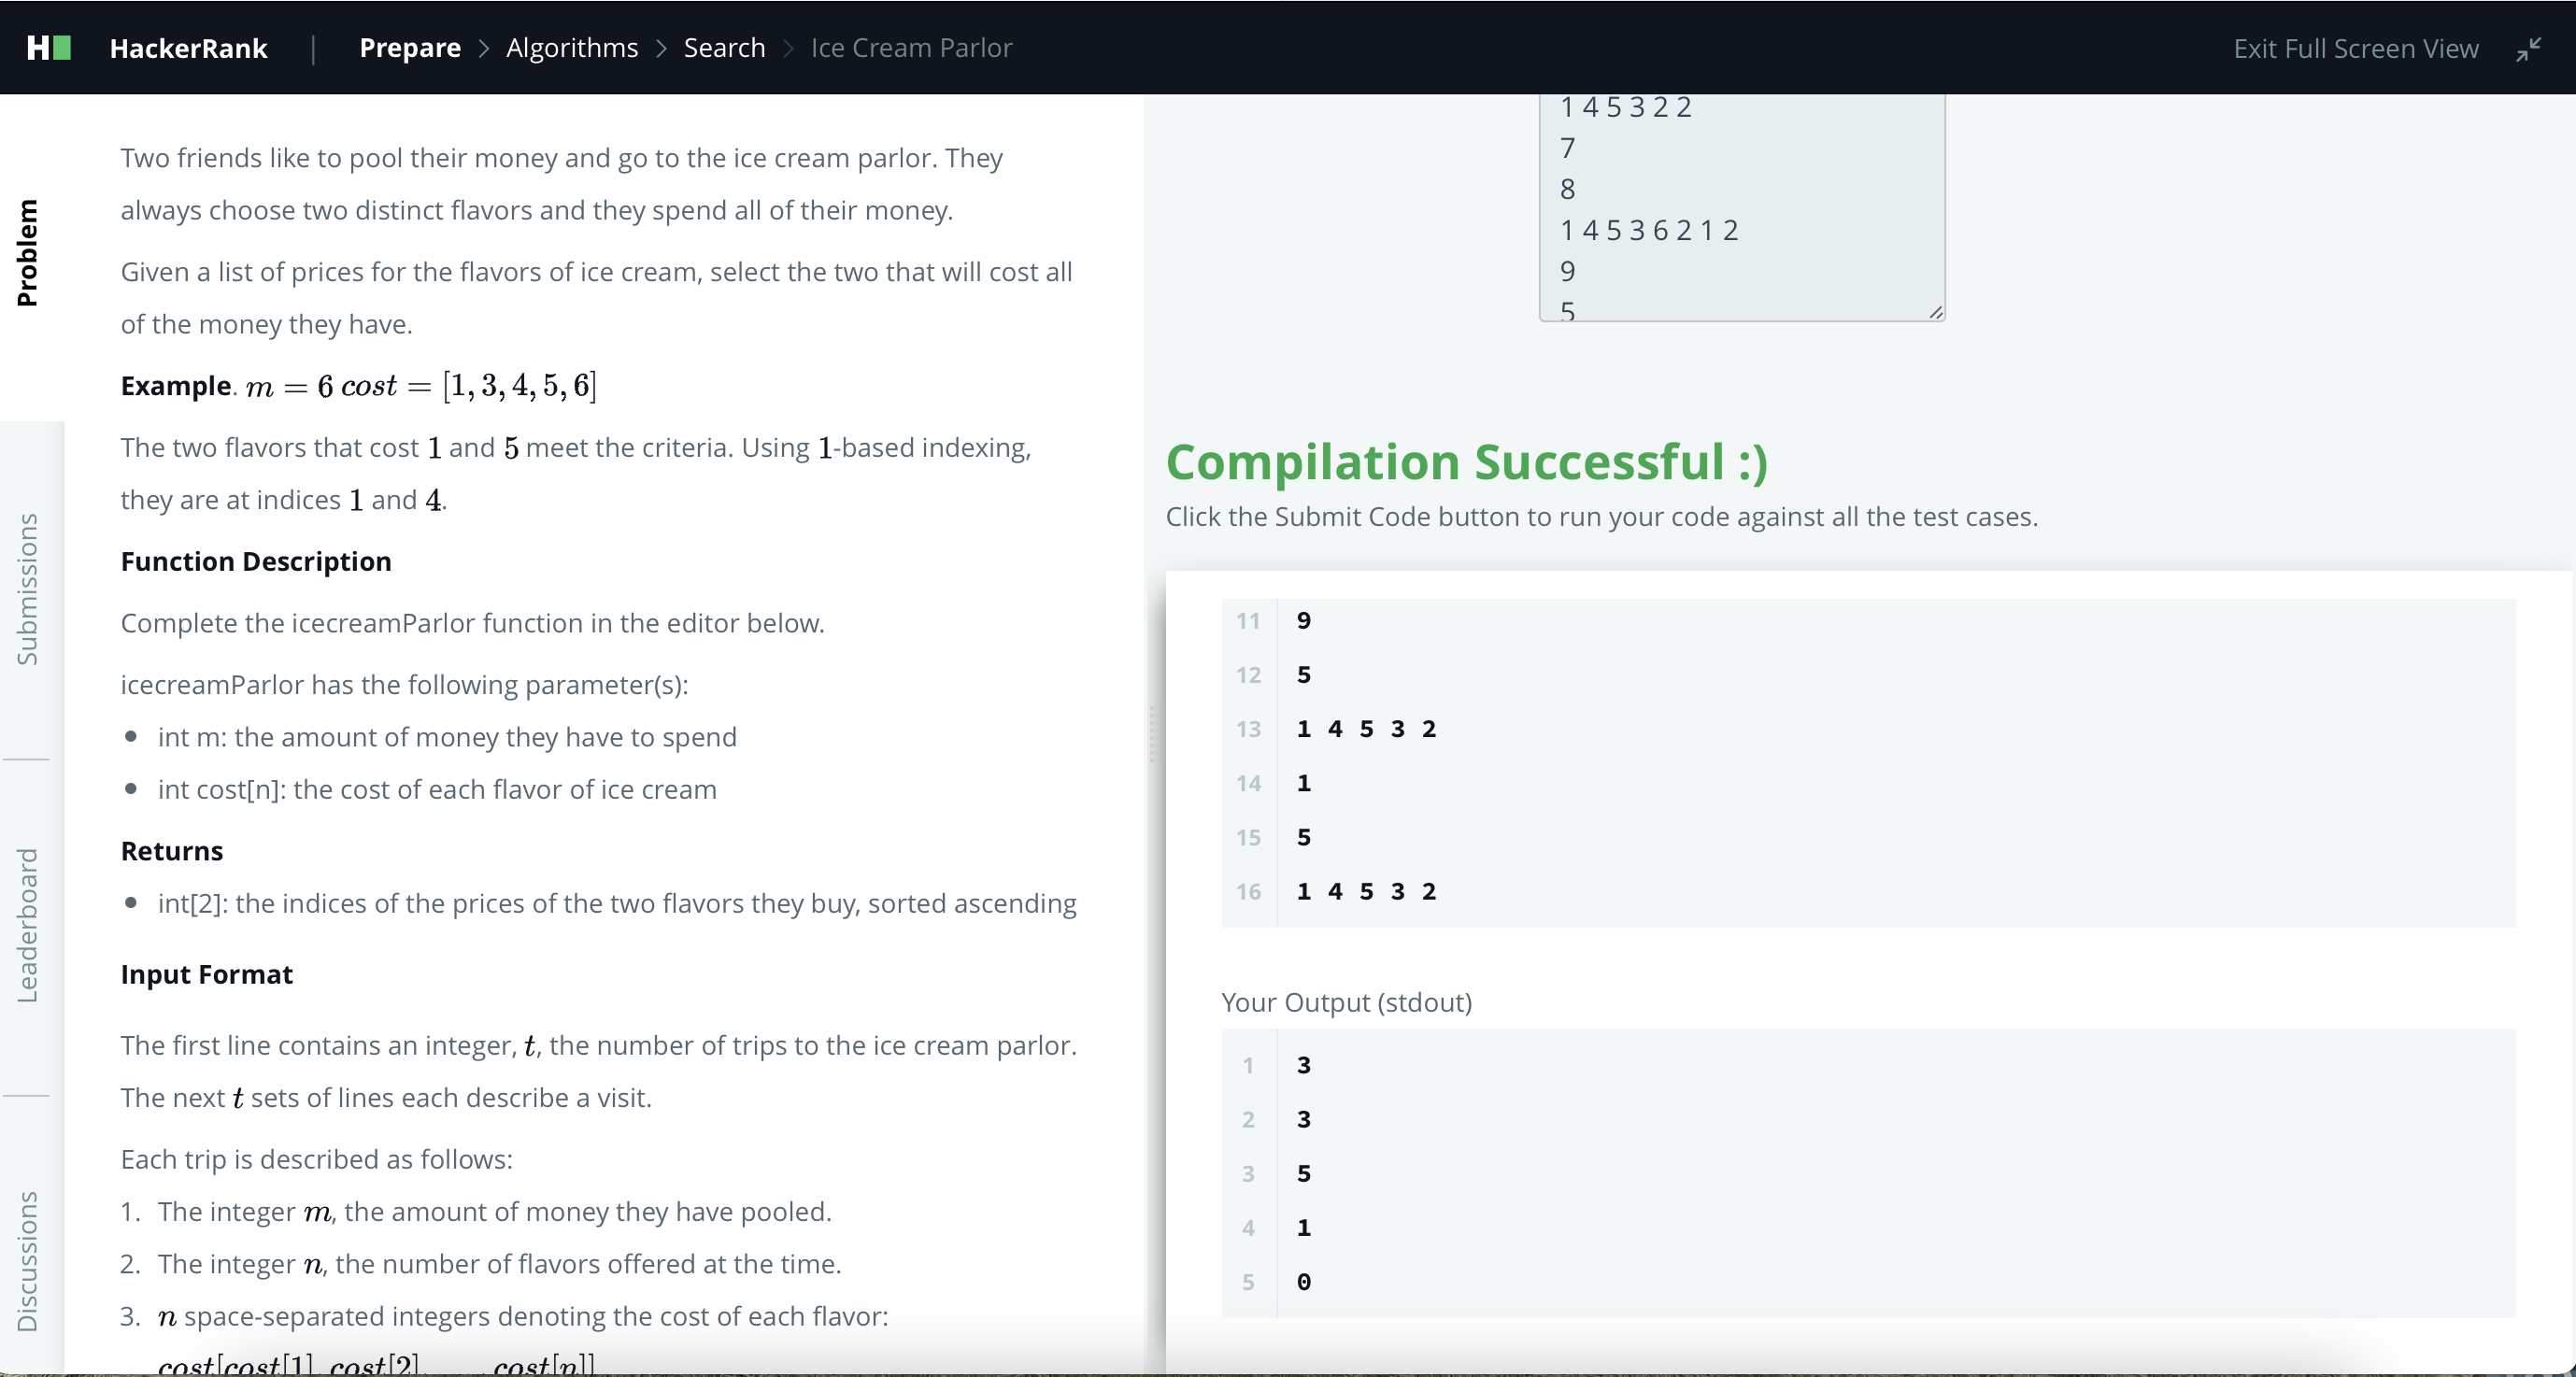 HackerRank | Prepare > Algorithms > Search > Ice Cream Parlor
Exit Full Screen View
Problem
Submissions
Leaderboard
Discussions
Two friends like to pool their money and go to the ice cream parlor. They
always choose two distinct flavors and they spend all of their money.
Given a list of prices for the flavors of ice cream, select the two that will cost all
of the money they have.
Example. m = 6 cost = [1, 3, 4, 5, 6]
The two flavors that cost 1 and 5 meet the criteria. Using 1-based indexing,
they are at indices 1 and 4.
Function Description
Complete the icecreamParlor function in the editor below.
icecreamParlor has the following parameter(s):
• int m: the amount of money they have to spend
• int cost[n]: the cost of each flavor of ice cream
Returns
• int[2]: the indices of the prices of the two flavors they buy, sorted ascending
Input Format
The first line contains an integer, t, the number of trips to the ice cream parlor.
The next t sets of lines each describe a visit.
Each trip is described as follows:
1. The integer m, the amount of money they have pooled.
2. The integer n, the number of flavors offered at the time.
3. n space-separated integers denoting the cost of each flavor:
cost[cost[1], cost[2], . . . , cost[n]]
1 4 5 3 2 2
7
8
1 4 5 3 6 2 1 2
9
5
Compilation Successful :)
Click the Submit Code button to run your code against all the test cases.
11 9
12 5
13 1 4 5 3 2
14 1
15 5
16 1 4 5 3 2
Your Output (stdout)
1 3
2 3
3 5
4 1
5 0